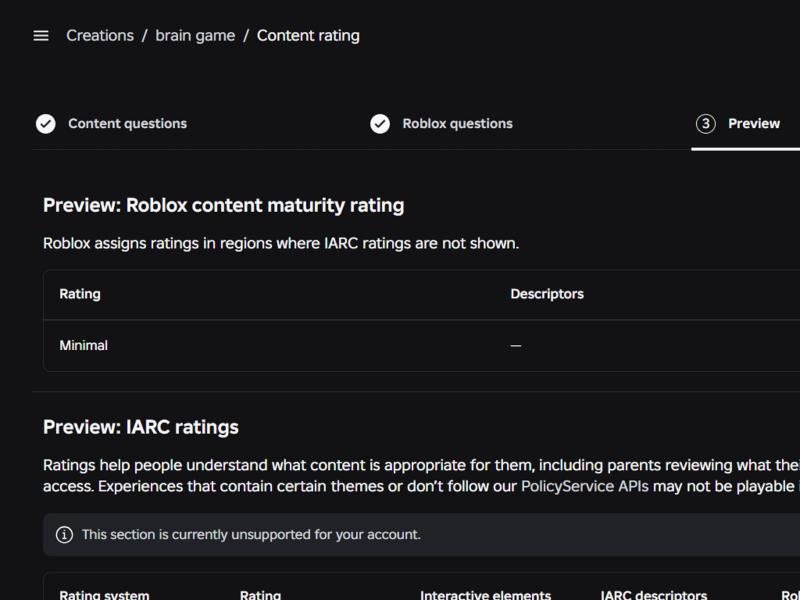 Creations / brain game / Content rating
Content questions
Roblox questions
3 Preview
Preview: Roblox content maturity rating
Roblox assigns ratings in regions where IARC ratings are not shown.
Rating Descriptors
Minimal —
Preview: IARC ratings
Ratings help people understand what content is appropriate for them, including parents reviewing what thei
access. Experiences that contain certain themes or don't follow our PolicyService APIs may not be playable i
This section is currently unsupported for your account.
Rating system Rating Interactive elements IARC descriptors Rol